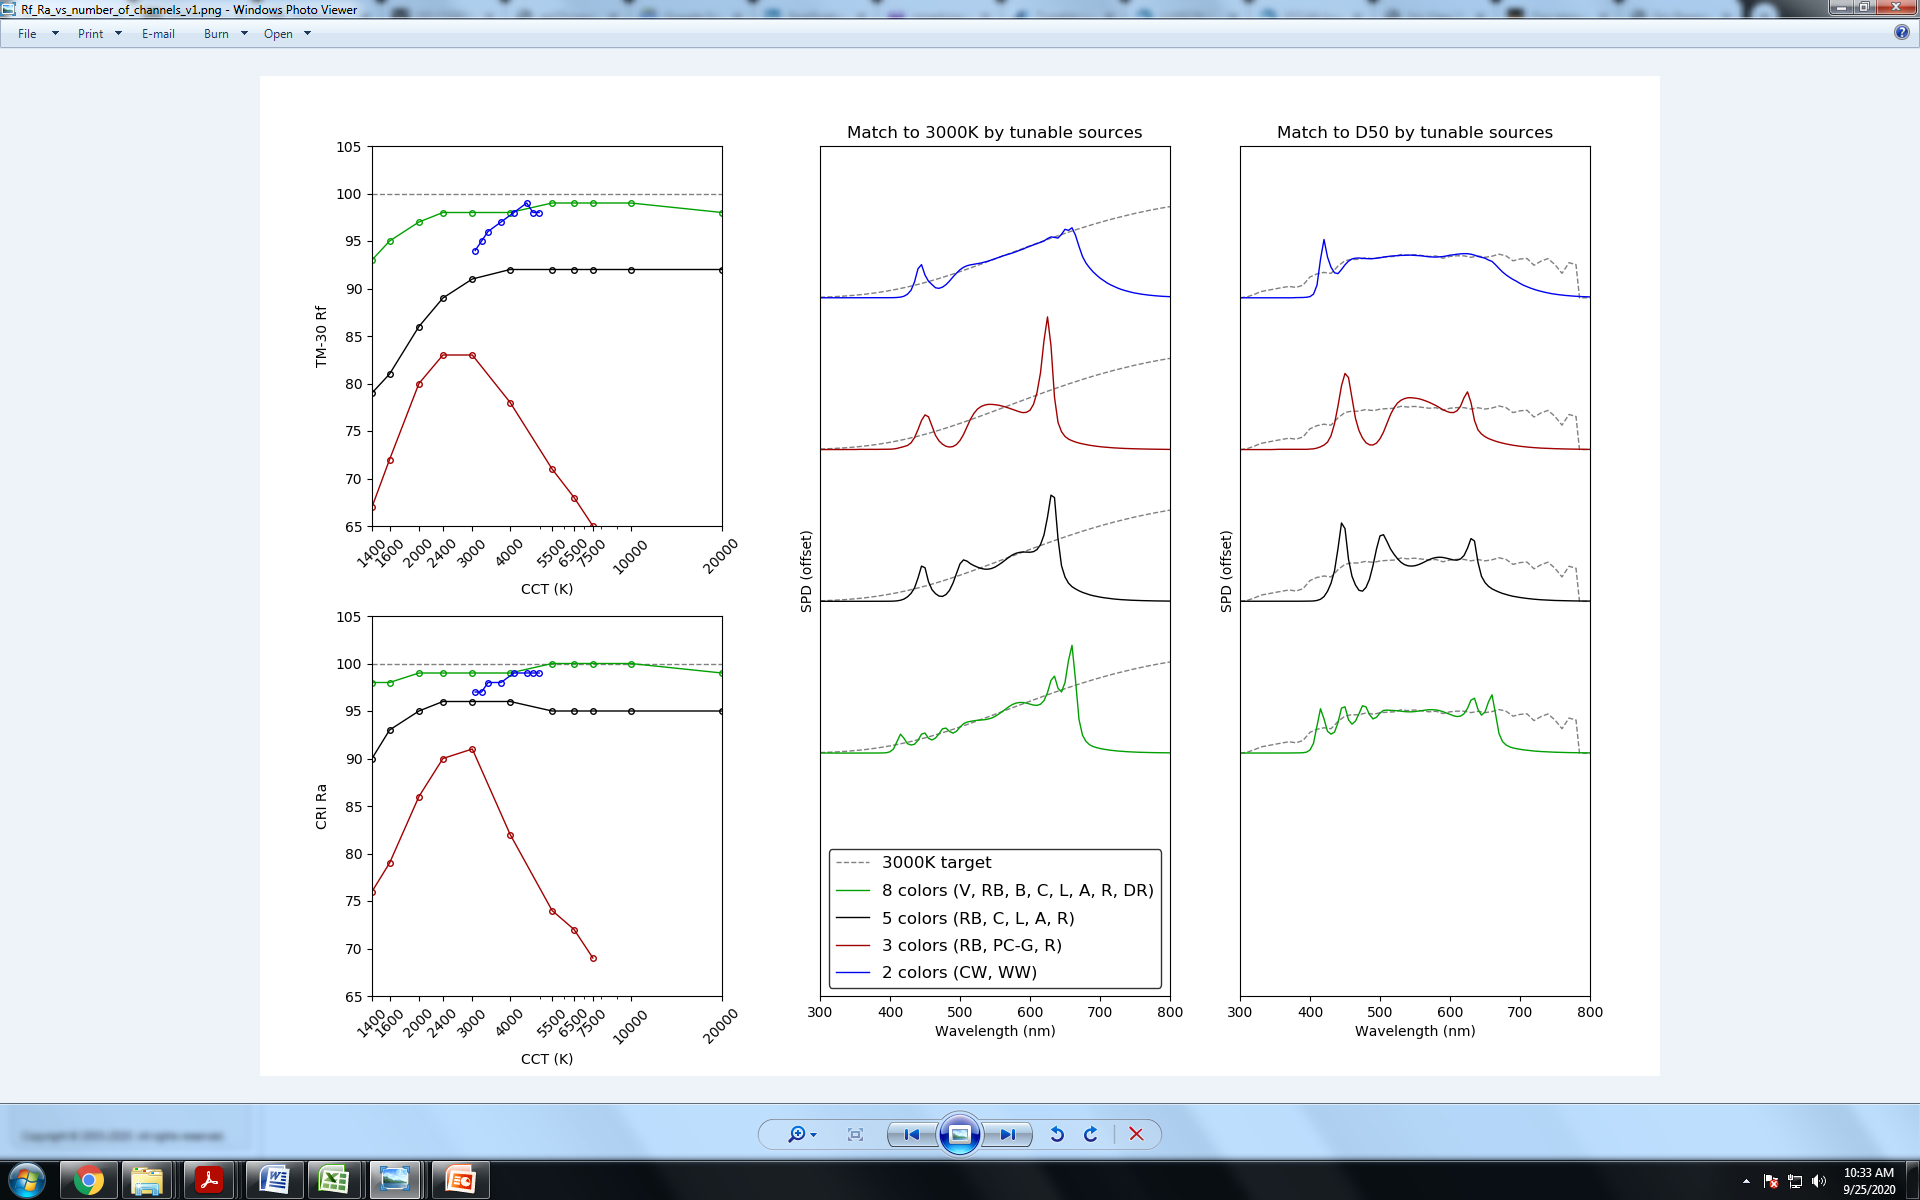 Rf_Ra_vs_number_of_channels_v1.png - Windows Photo Viewer
File Print E-mail Burn Open
105
100
95
90
85
80
75
70
65
TM-30 Rf
1400 1600 2000 2400 3000 4000 5500 6500 7500 10000 20000
CCT (K)
105
100
95
90
85
80
75
70
65
CRI Ra
1400 1600 2000 2400 3000 4000 5500 6500 7500 10000 20000
CCT (K)
Match to 3000K by tunable sources
SPD (offset)
3000K target
8 colors (V, RB, B, C, L, A, R, DR)
5 colors (RB, C, L, A, R)
3 colors (RB, PC-G, R)
2 colors (CW, WW)
300 400 500 600 700 800
Wavelength (nm)
Match to D50 by tunable sources
SPD (offset)
300 400 500 600 700 800
Wavelength (nm)
10:33 AM
9/25/2020